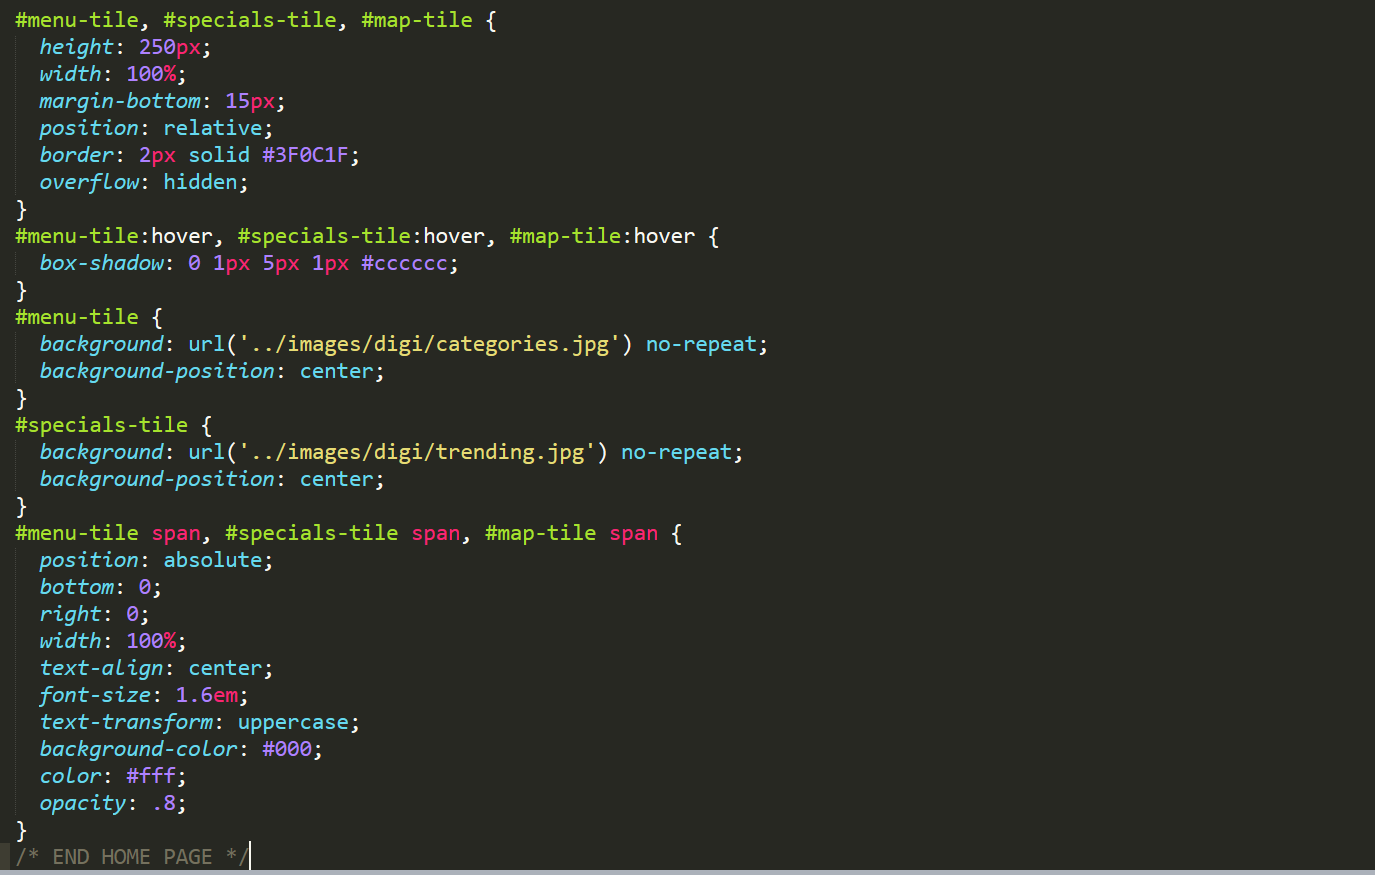 #menu-tile, #specials-tile, #map-tile {
  height: 250px;
  width: 100%;
  margin-bottom: 15px;
  position: relative;
  border: 2px solid #3F0C1F;
  overflow: hidden;
}
#menu-tile:hover, #specials-tile:hover, #map-tile:hover {
  box-shadow: 0 1px 5px 1px #cccccc;
}
#menu-tile {
  background: url('../images/digi/categories.jpg') no-repeat;
  background-position: center;
}
#specials-tile {
  background: url('../images/digi/trending.jpg') no-repeat;
  background-position: center;
}
#menu-tile span, #specials-tile span, #map-tile span {
  position: absolute;
  bottom: 0;
  right: 0;
  width: 100%;
  text-align: center;
  font-size: 1.6em;
  text-transform: uppercase;
  background-color: #000;
  color: #fff;
  opacity: .8;
}
/* END HOME PAGE */